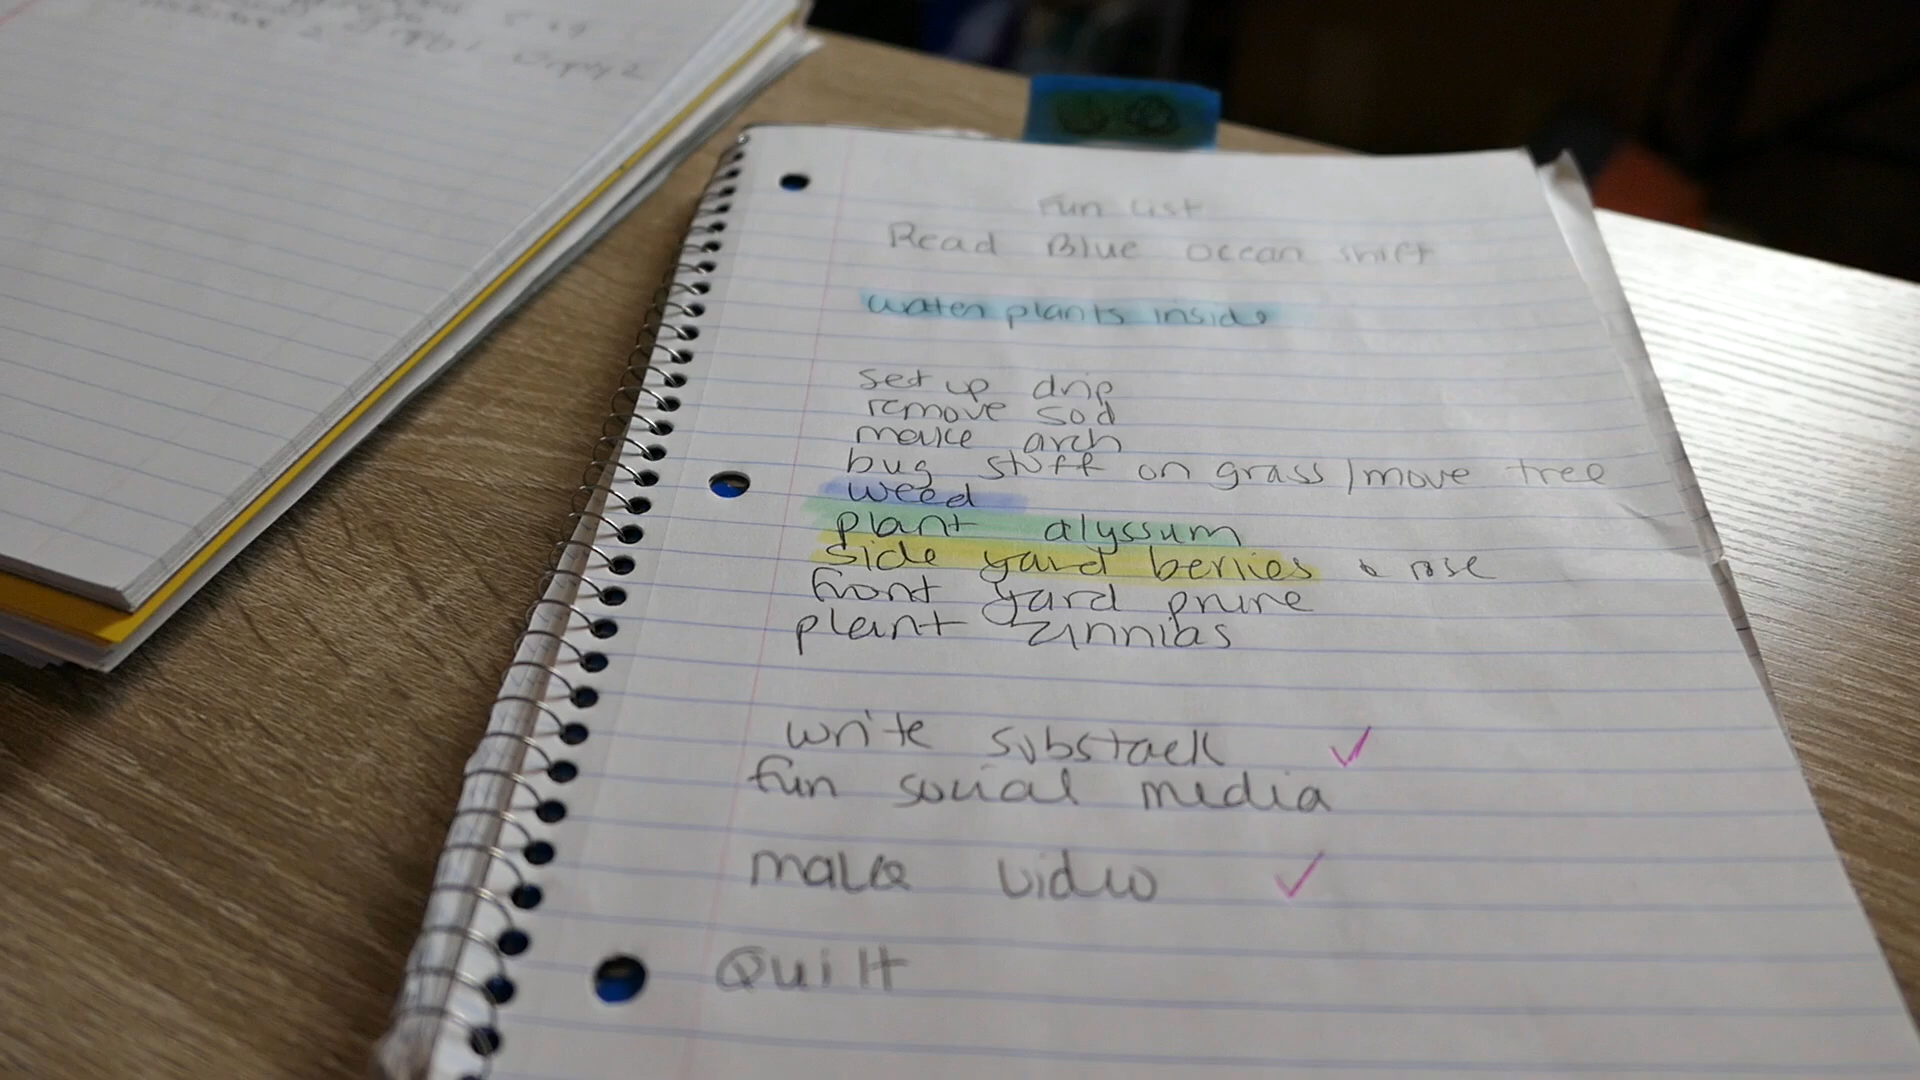 Fun List
Read Blue Ocean Shift
water plants inside
set up drip
remove sod
make arch
bug stuff on grass / move tree
weed
plant alyssum
side yard berries & rose
front yard prune
plant zinnias
write substack ✓
fun social media
make video ✓
Quilt